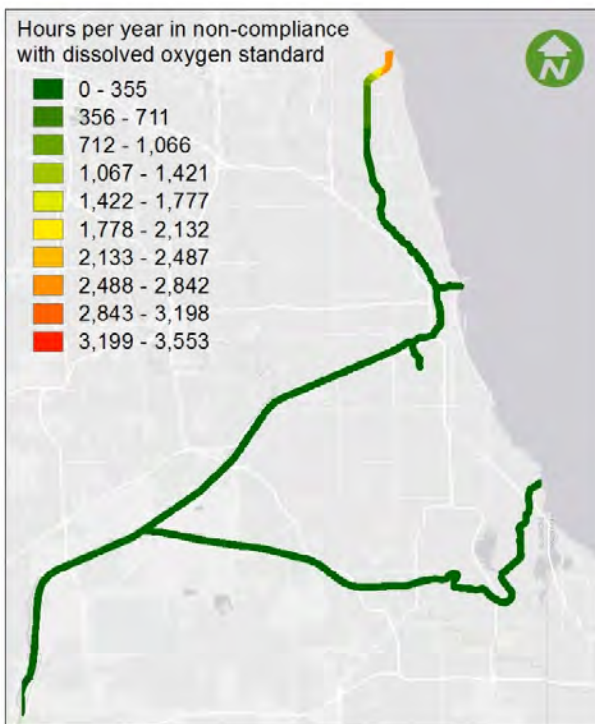 Hours per year in non-compliance
with dissolved oxygen standard
0 - 355
356 - 711
712 - 1,066
1,067 - 1,421
1,422 - 1,777
1,778 - 2,132
2,133 - 2,487
2,488 - 2,842
2,843 - 3,198
3,199 - 3,553
N